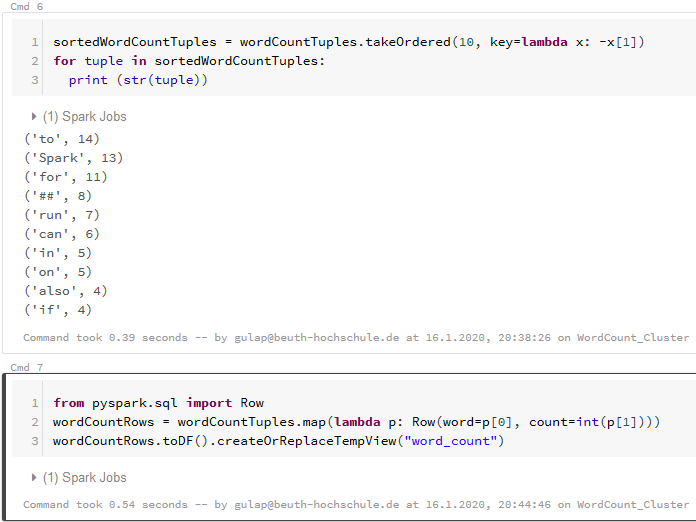 Cmd 6
1 sortedWordCountTuples = wordCountTuples.takeOrdered(10, key=lambda x: -x[1])
2 for tuple in sortedWordCountTuples:
3   print (str(tuple))
(1) Spark Jobs
('to', 14)
('Spark', 13)
('for', 11)
('##', 8)
('run', 7)
('can', 6)
('in', 5)
('on', 5)
('also', 4)
('if', 4)
Command took 0.39 seconds -- by gulap@beuth-hochschule.de at 16.1.2020, 20:38:26 on WordCount_Cluster
Cmd 7
1 from pyspark.sql import Row
2 wordCountRows = wordCountTuples.map(lambda p: Row(word=p[0], count=int(p[1])))
3 wordCountRows.toDF().createOrReplaceTempView("word_count")
(1) Spark Jobs
Command took 0.54 seconds -- by gulap@beuth-hochschule.de at 16.1.2020, 20:44:46 on WordCount_Cluster